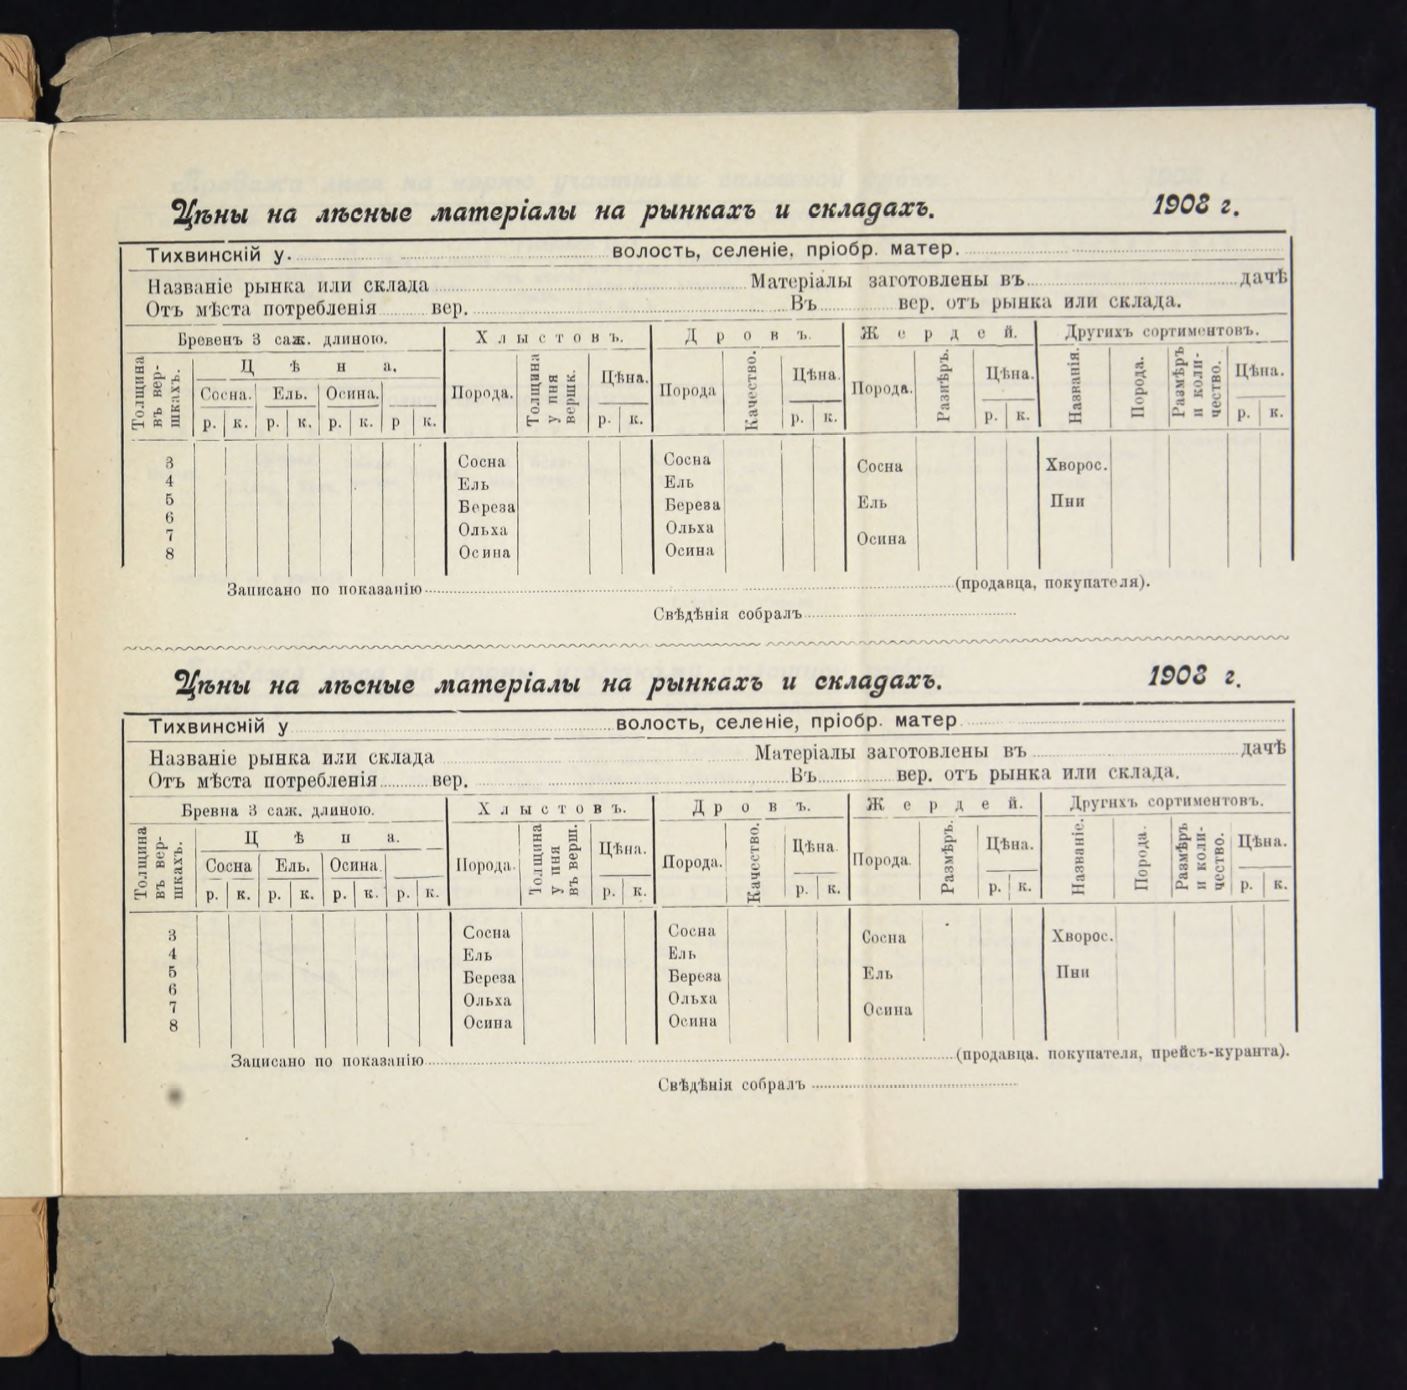 Цѣны на лѣсные матеріалы на рынкахъ и складахъ. 1908 г.
Тихвинскій у. волость, селеніе, пріобр. матер.
Названіе рынка или склада Матеріалы заготовлены въ дачѣ
Отъ мѣста потребленія вер. Въ вер. отъ рынка или склада.
Бревенъ 3 саж. длиною. Хлыстовъ. Дровъ. Жердей. Другихъ сортиментовъ.
Толщина въ вершкахъ. Цѣна. Порода. Толщина у пня вершк. Цѣна. Порода Качество. Цѣна. Порода. Размѣръ. Цѣна. Названія. Порода. Размѣръ и количество. Цѣна.
Сосна. Ель. Осина.
р. к. р. к. р. к. р к. р. к. р. к. р. к. р. к.
3 Сосна Сосна Сосна Хворос.
4 Ель Ель
5 Береза Береза Ель Пни
6
7 Ольха Ольха Осина
8 Осина Осина
Записано по показанію (продавца, покупателя).
Свѣдѣнія собралъ
Цѣны на лѣсные матеріалы на рынкахъ и складахъ. 1908 г.
Тихвинскій у волость, селеніе, пріобр. матер
Названіе рынка или склада Матеріалы заготовлены въ дачѣ
Отъ мѣста потребленія вер. Въ вер. отъ рынка или склада.
Бревна 3 саж. длиною. Хлыстовъ. Дровъ. Жердей. Другихъ сортиментовъ.
Толщина въ вершкахъ. Цѣна. Порода. Толщина у пня въ верш. Цѣна. Порода. Качество. Цѣна. Порода. Размѣръ. Цѣна. Названіе. Порода. Размѣръ и количество. Цѣна.
Сосна Ель. Осина.
р. к. р. к. р. к. р. к. р. к. р. к. р. к. р. к.
3 Сосна Сосна Сосна Хворос.
4 Ель Ель
5 Береза Береза Ель Пни
6
7 Ольха Ольха Осина
8 Осина Осина
Записано по показанію (продавца, покупателя, прейсъ-куранта).
Свѣдѣнія собралъ